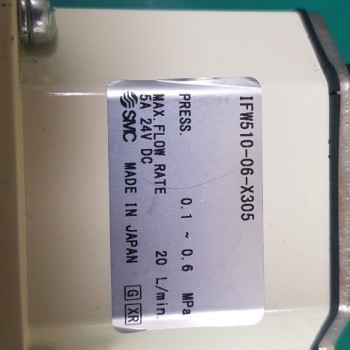 IFW510-06-X305
PRESS. 0.1 ~ 0.6 MPa
MAX.FLOW RATE 20 L/min.
5A 24V DC
SMC MADE IN JAPAN G XR